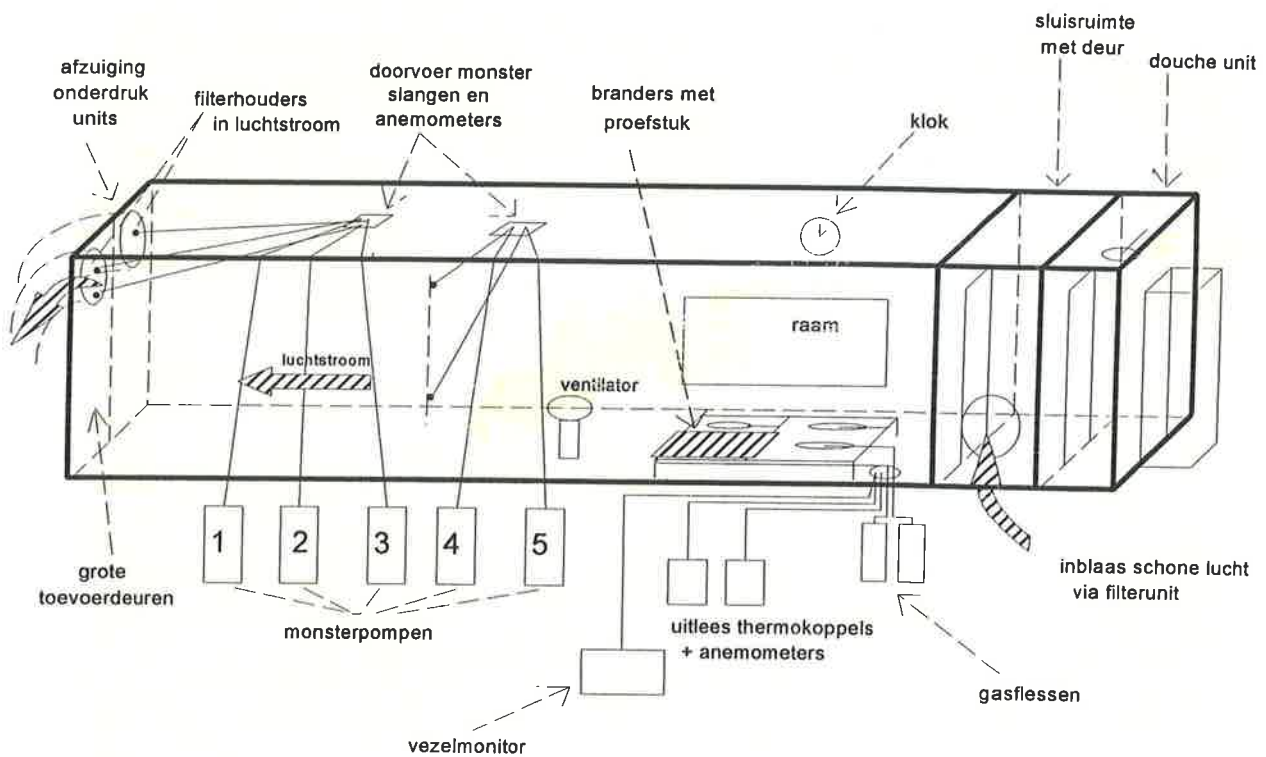 sluisruimte
met deur
douche unit
afzuiging
onderdruk
units
filterhouders
in luchtstroom
doorvoer monster
slangen en
anemometers
branders met
proefstuk
klok
raam
luchtstroom
ventilator
1
2
3
4
5
grote
toevoerdeuren
monsterpompen
uitlees thermokoppels
+ anemometers
inblaas schone lucht
via filterunit
gasflessen
vezelmonitor